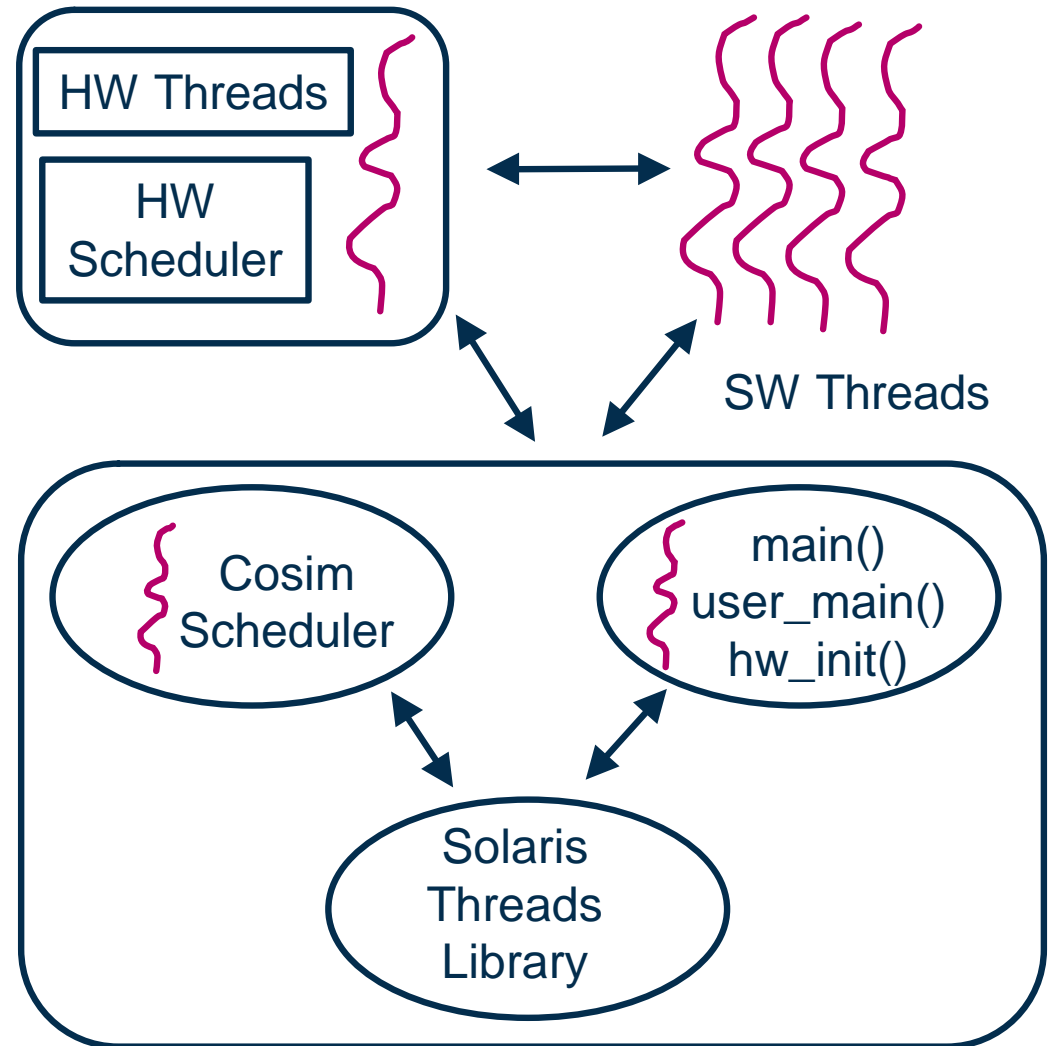 HW Threads
HW
Scheduler
SW Threads
Cosim
Scheduler
main()
user_main()
hw_init()
Solaris
Threads
Library